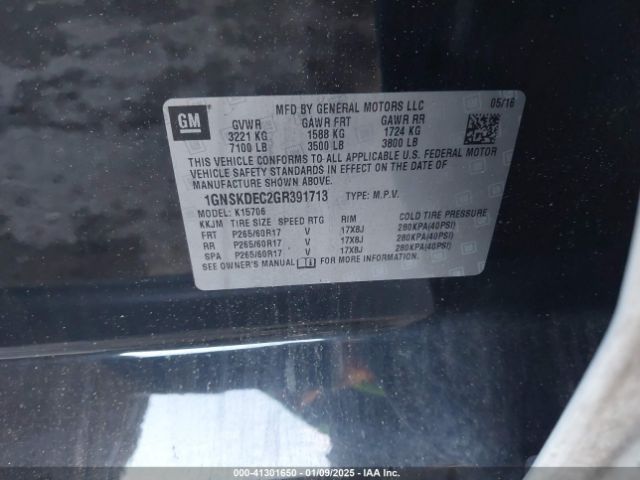 GM
MFD BY GENERAL MOTORS LLC 05/16
GVWR GAWR FRT GAWR RR
3221 KG 1588 KG 1724 KG
7100 LB 3500 LB 3800 LB
THIS VEHICLE CONFORMS TO ALL APPLICABLE U.S. FEDERAL MOTOR
VEHICLE SAFETY STANDARDS IN EFFECT ON THE DATE OF
MANUFACTURE SHOWN ABOVE.
1GNSKDEC2GR391713 TYPE: M.P.V.
MODEL: K15706
KKJM TIRE SIZE SPEED RTG RIM COLD TIRE PRESSURE
FRT P265/60R17 V 17X8J 280KPA(40PSI)
RR P265/60R17 V 17X8J 280KPA(40PSI)
SPA P265/60R17 V 17X8J 280KPA(40PSI)
SEE OWNER'S MANUAL FOR MORE INFORMATION
000-41301650 | 01/09/2025 | IAA Inc.